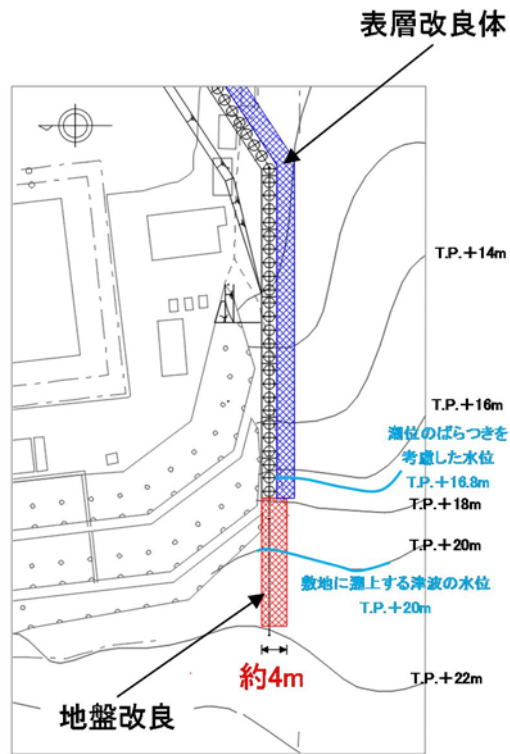 表層改良体
T.P.+14m
T.P.+16m
潮位のばらつきを
考慮した水位
T.P.+16.8m
T.P.+18m
T.P.+20m
敷地に遡上する津波の水位
T.P.+20m
約4m
T.P.+22m
地盤改良